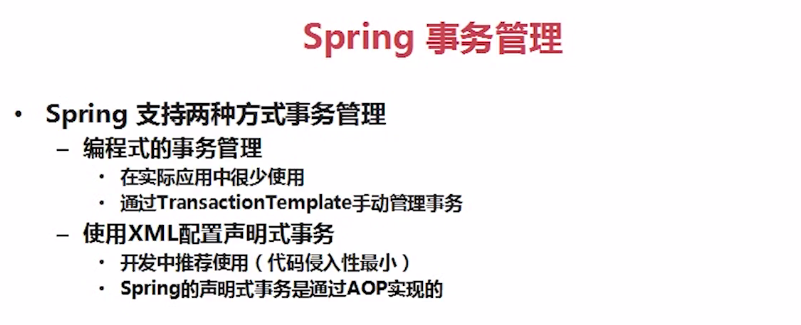 Spring 事务管理
• Spring 支持两种方式事务管理
– 编程式的事务管理
• 在实际应用中很少使用
• 通过TransactionTemplate手动管理事务
– 使用XML配置声明式事务
• 开发中推荐使用（代码侵入性最小）
• Spring的声明式事务是通过AOP实现的